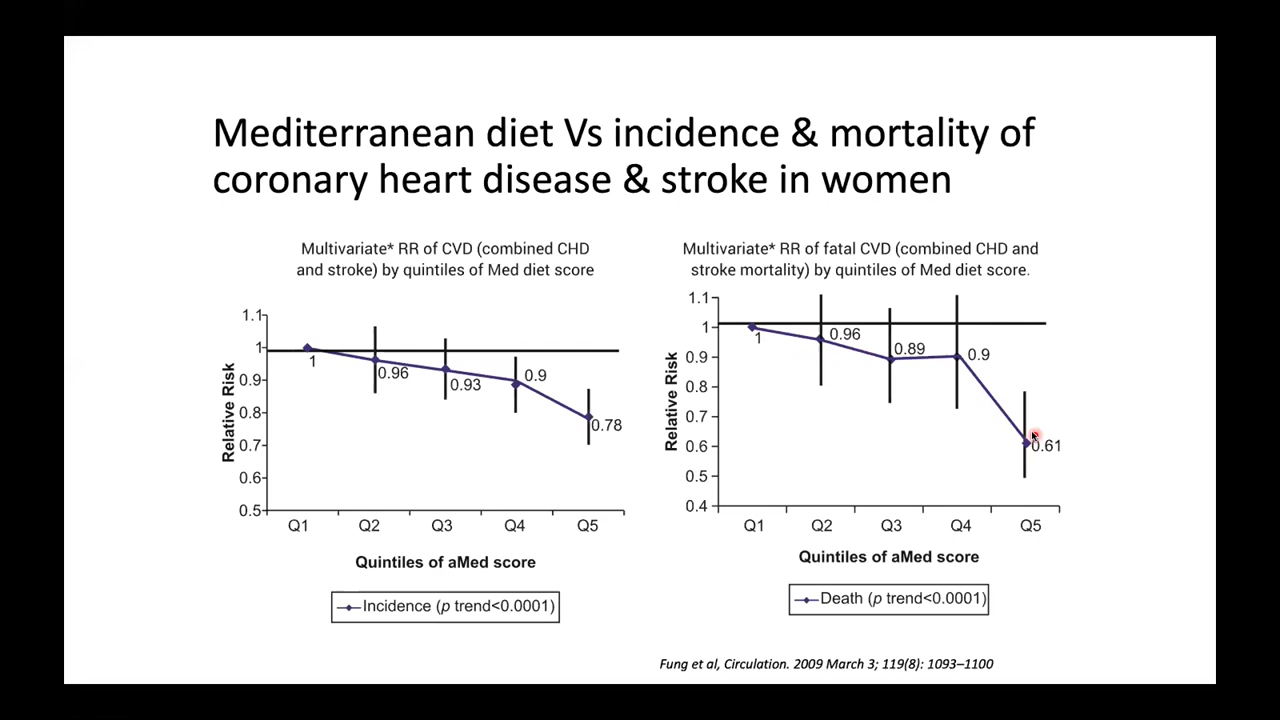 Mediterranean diet Vs incidence & mortality of
coronary heart disease & stroke in women
Multivariate* RR of CVD (combined CHD
and stroke) by quintiles of Med diet score
1.1
1
0.9
0.8
0.7
0.6
0.5
Relative Risk
1
0.96
0.93
0.9
0.78
Q1 Q2 Q3 Q4 Q5
Quintiles of aMed score
Incidence (p trend<0.0001)
Multivariate* RR of fatal CVD (combined CHD and
stroke mortality) by quintiles of Med diet score.
1.1
1
0.9
0.8
0.7
0.6
0.5
0.4
Relative Risk
1
0.96
0.89
0.9
0.61
Q1 Q2 Q3 Q4 Q5
Quintiles of aMed score
Death (p trend<0.0001)
Fung et al, Circulation. 2009 March 3; 119(8): 1093–1100